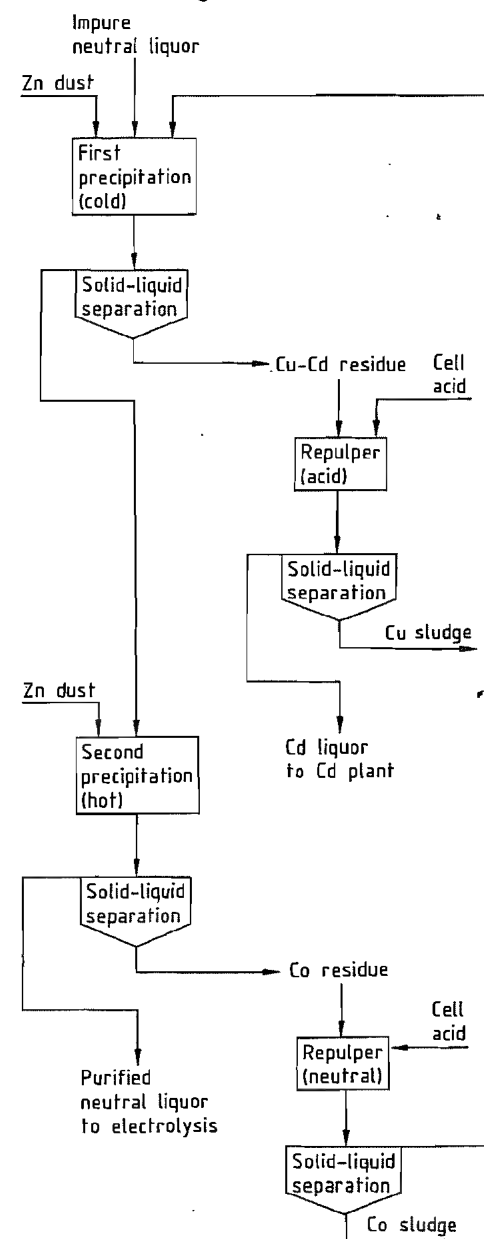 Impure
neutral liquor
Zn dust
First
precipitation
(cold)
Solid-liquid
separation
Cu-Cd residue
Cell
acid
Repulper
(acid)
Solid-liquid
separation
Cu sludge
Zn dust
Cd liquor
to Cd plant
Second
precipitation
(hot)
Solid-liquid
separation
Co residue
Cell
acid
Repulper
(neutral)
Purified
neutral liquor
to electrolysis
Solid-liquid
separation
Co sludge